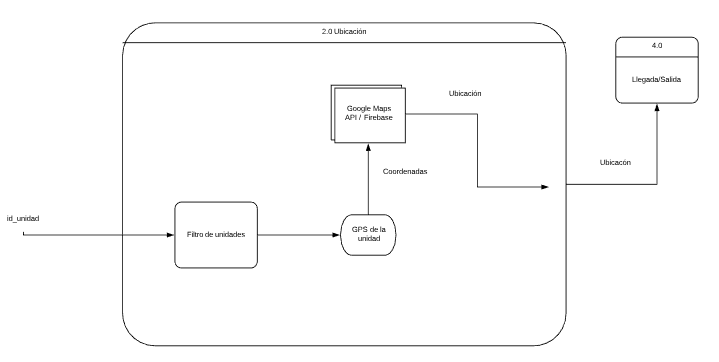 2.0 Ubicación
4.0
Llegada/Salida
Google Maps
API / Firebase
Ubicación
Ubicacón
Coordenadas
id_unidad
Filtro de unidades
GPS de la
unidad